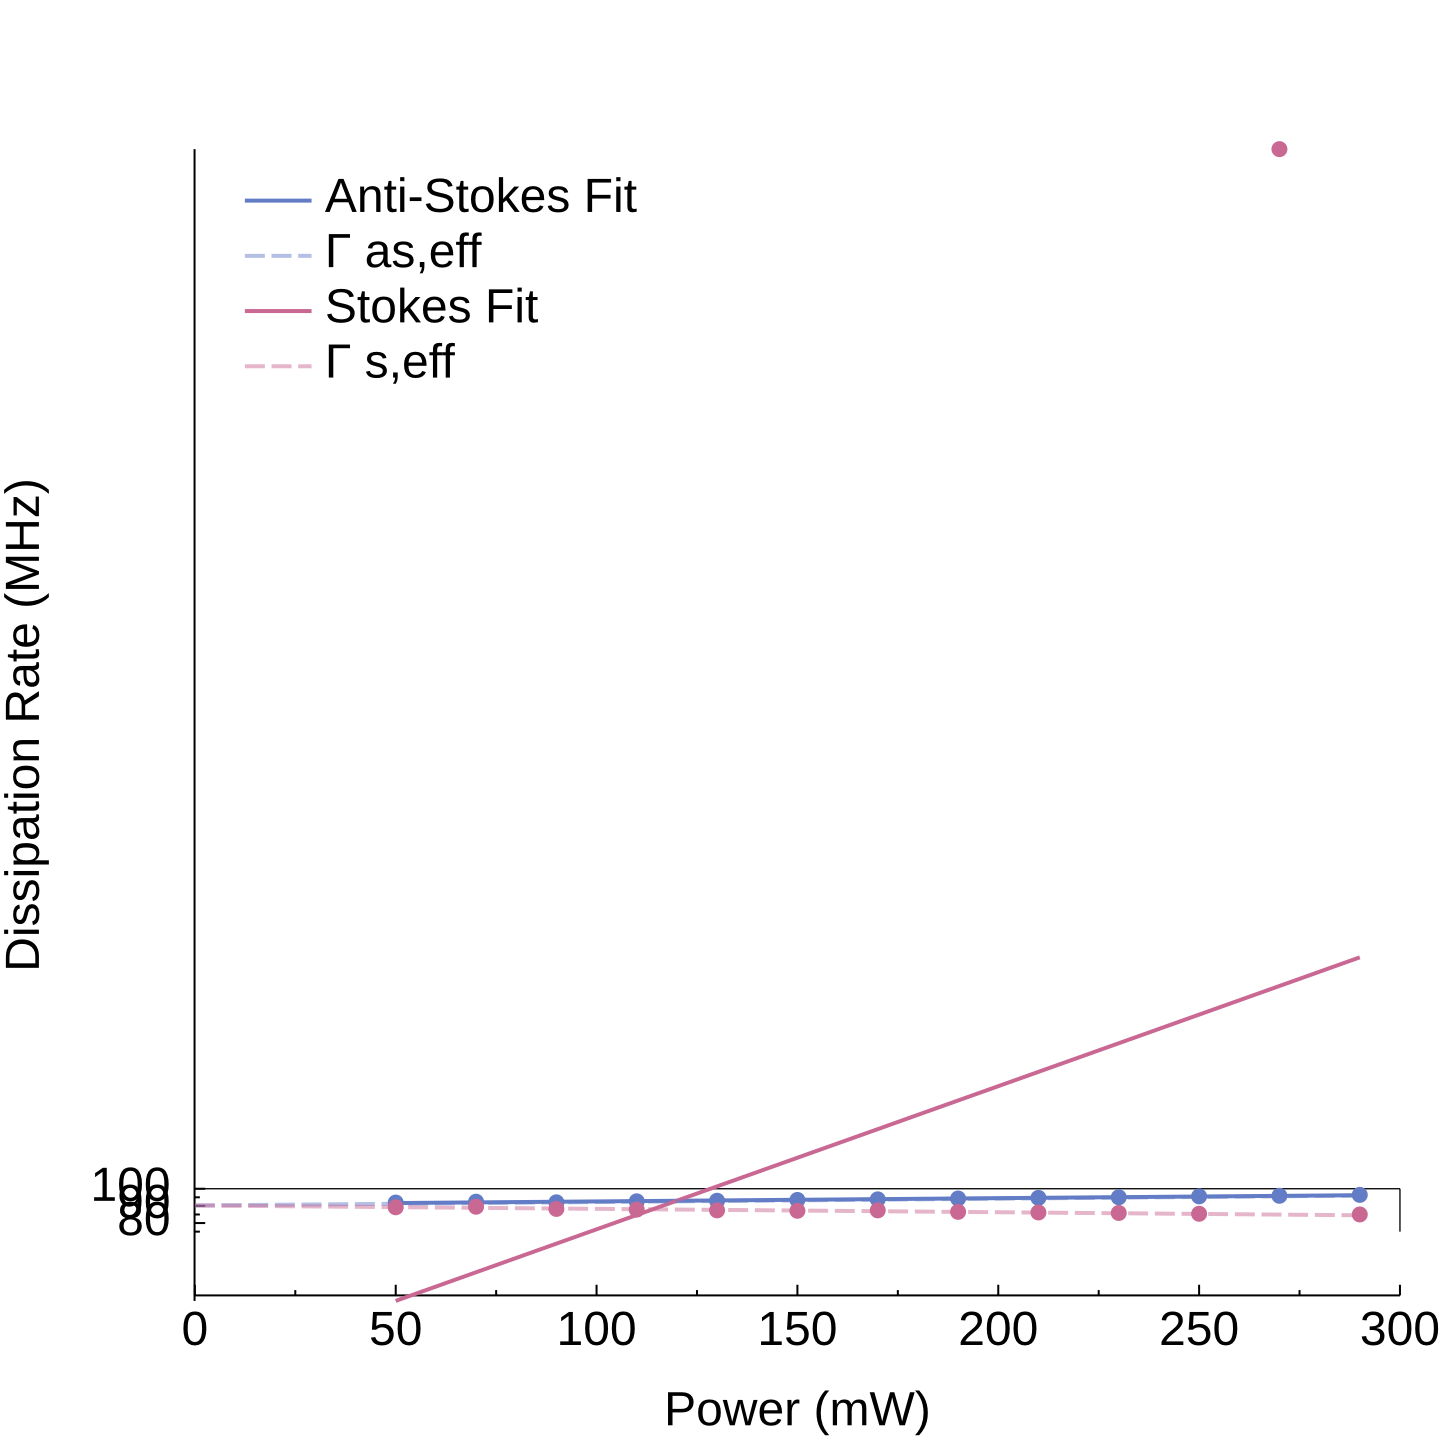 Anti-Stokes Fit
Γ as,eff
Stokes Fit
Γ s,eff
Dissipation Rate (MHz)
100
90
80
0 50 100 150 200 250 300
Power (mW)